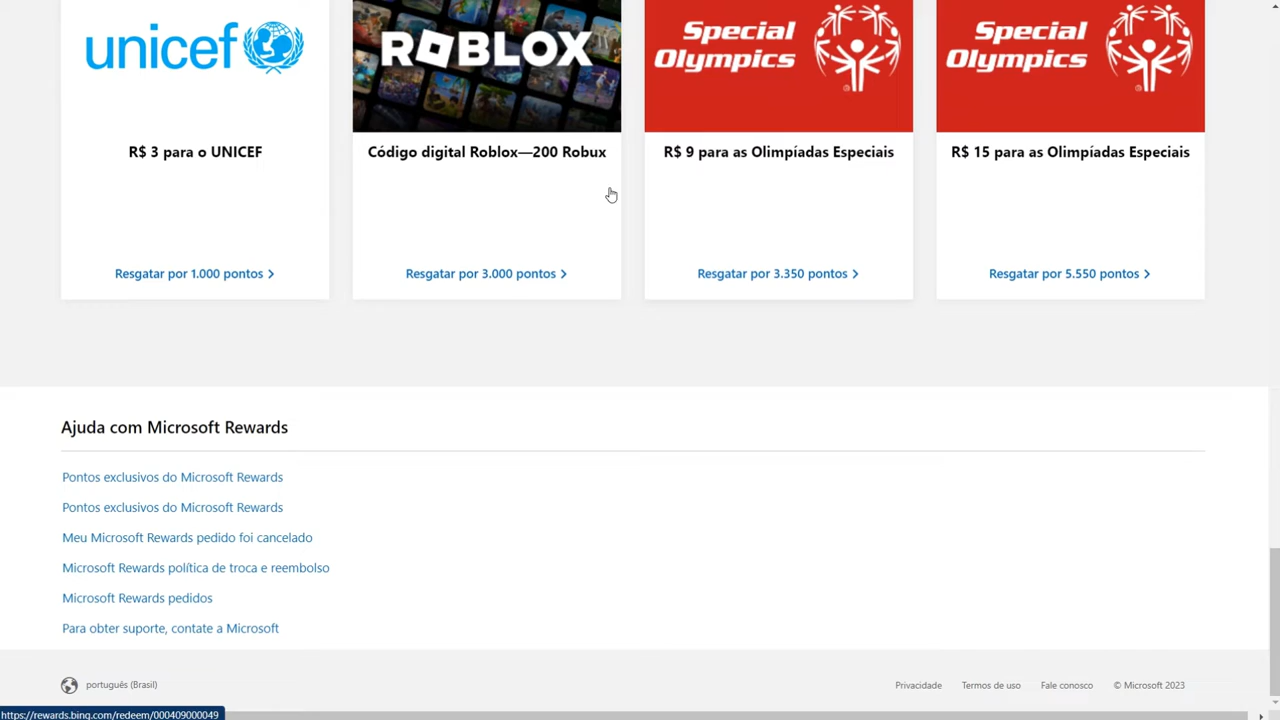 unicef
ROBLOX
Special
Olympics
Special
Olympics
R$ 3 para o UNICEF
Código digital Roblox—200 Robux
R$ 9 para as Olimpíadas Especiais
R$ 15 para as Olimpíadas Especiais
Resgatar por 1.000 pontos
Resgatar por 3.000 pontos
Resgatar por 3.350 pontos
Resgatar por 5.550 pontos
Ajuda com Microsoft Rewards
Pontos exclusivos do Microsoft Rewards
Pontos exclusivos do Microsoft Rewards
Meu Microsoft Rewards pedido foi cancelado
Microsoft Rewards política de troca e reembolso
Microsoft Rewards pedidos
Para obter suporte, contate a Microsoft
português (Brasil)
Privacidade
Termos de uso
Fale conosco
© Microsoft 2023
https://rewards.bing.com/redeem/000409000049